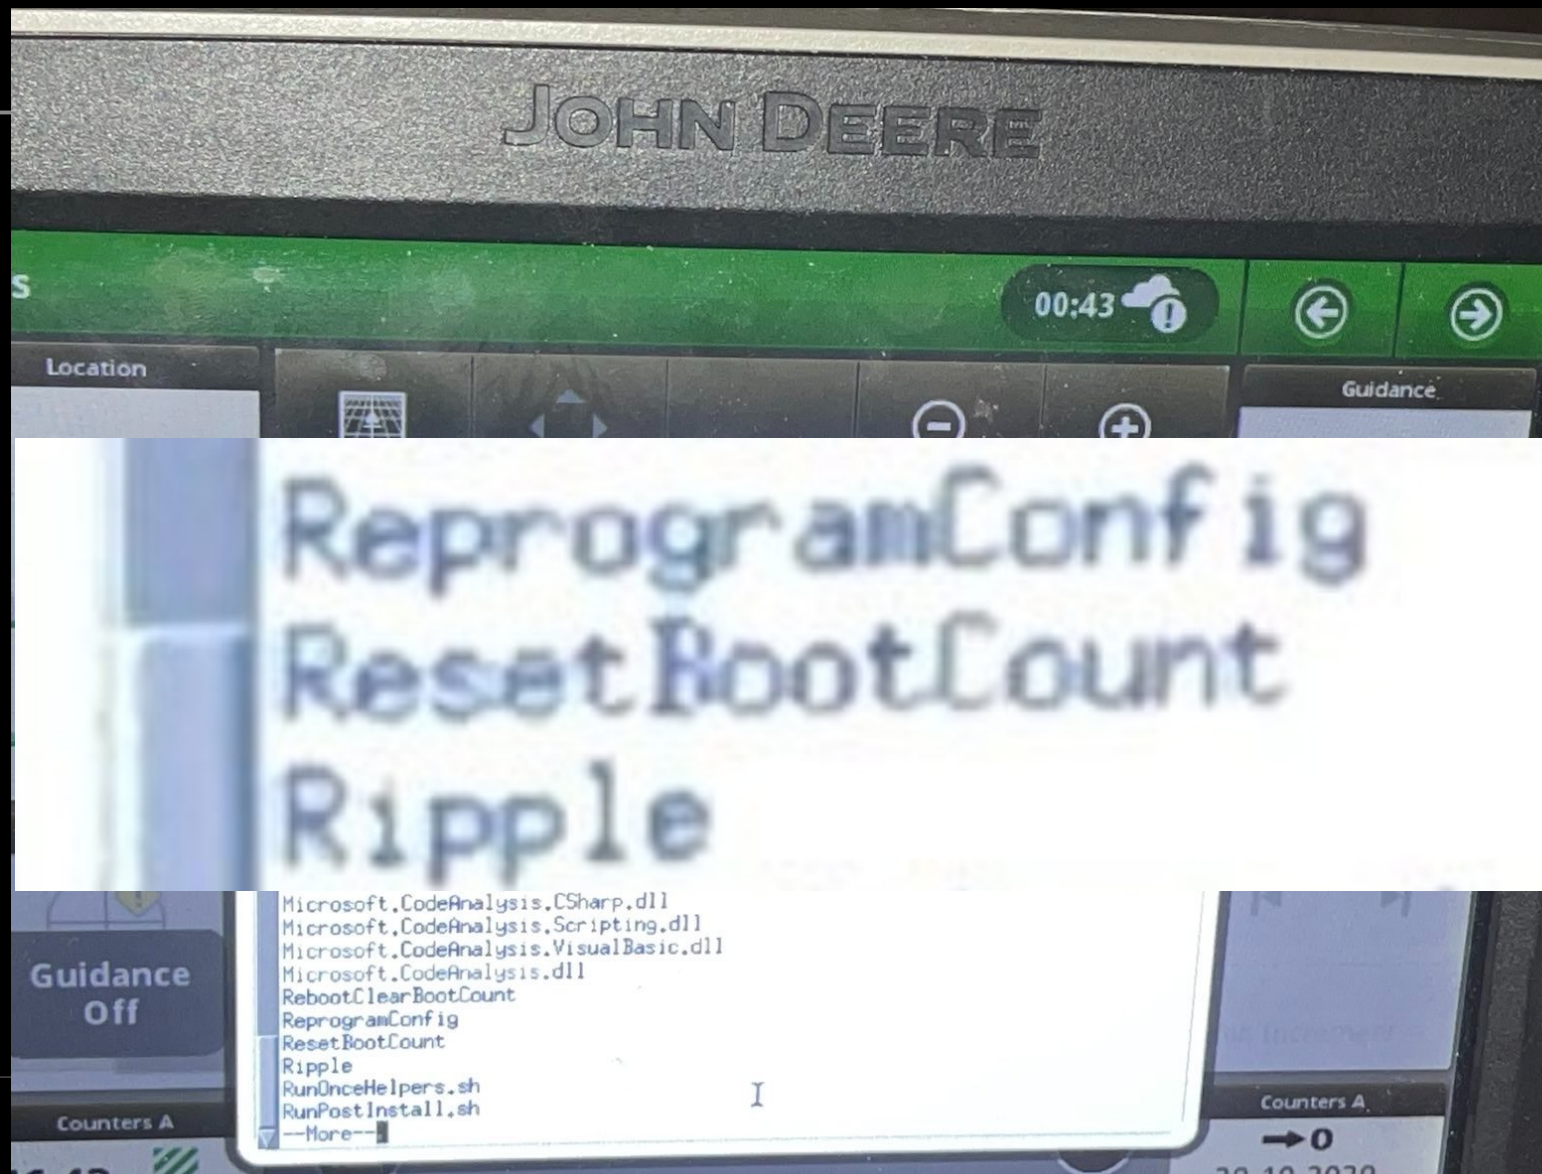 JOHN DEERE
s
00:43
Location
Guidance
ReprogramConfig
ResetBootCount
Ripple
Microsoft.CodeAnalysis.CSharp.dll
Microsoft.CodeAnalysis.Scripting.dll
Microsoft.CodeAnalysis.VisualBasic.dll
Microsoft.CodeAnalysis.dll
RebootClearBootCount
ReprogramConfig
ResetBootCount
Ripple
RunOnceHelpers.sh
RunPostInstall.sh
--More--
Guidance
Off
Counters A
Counters A
0